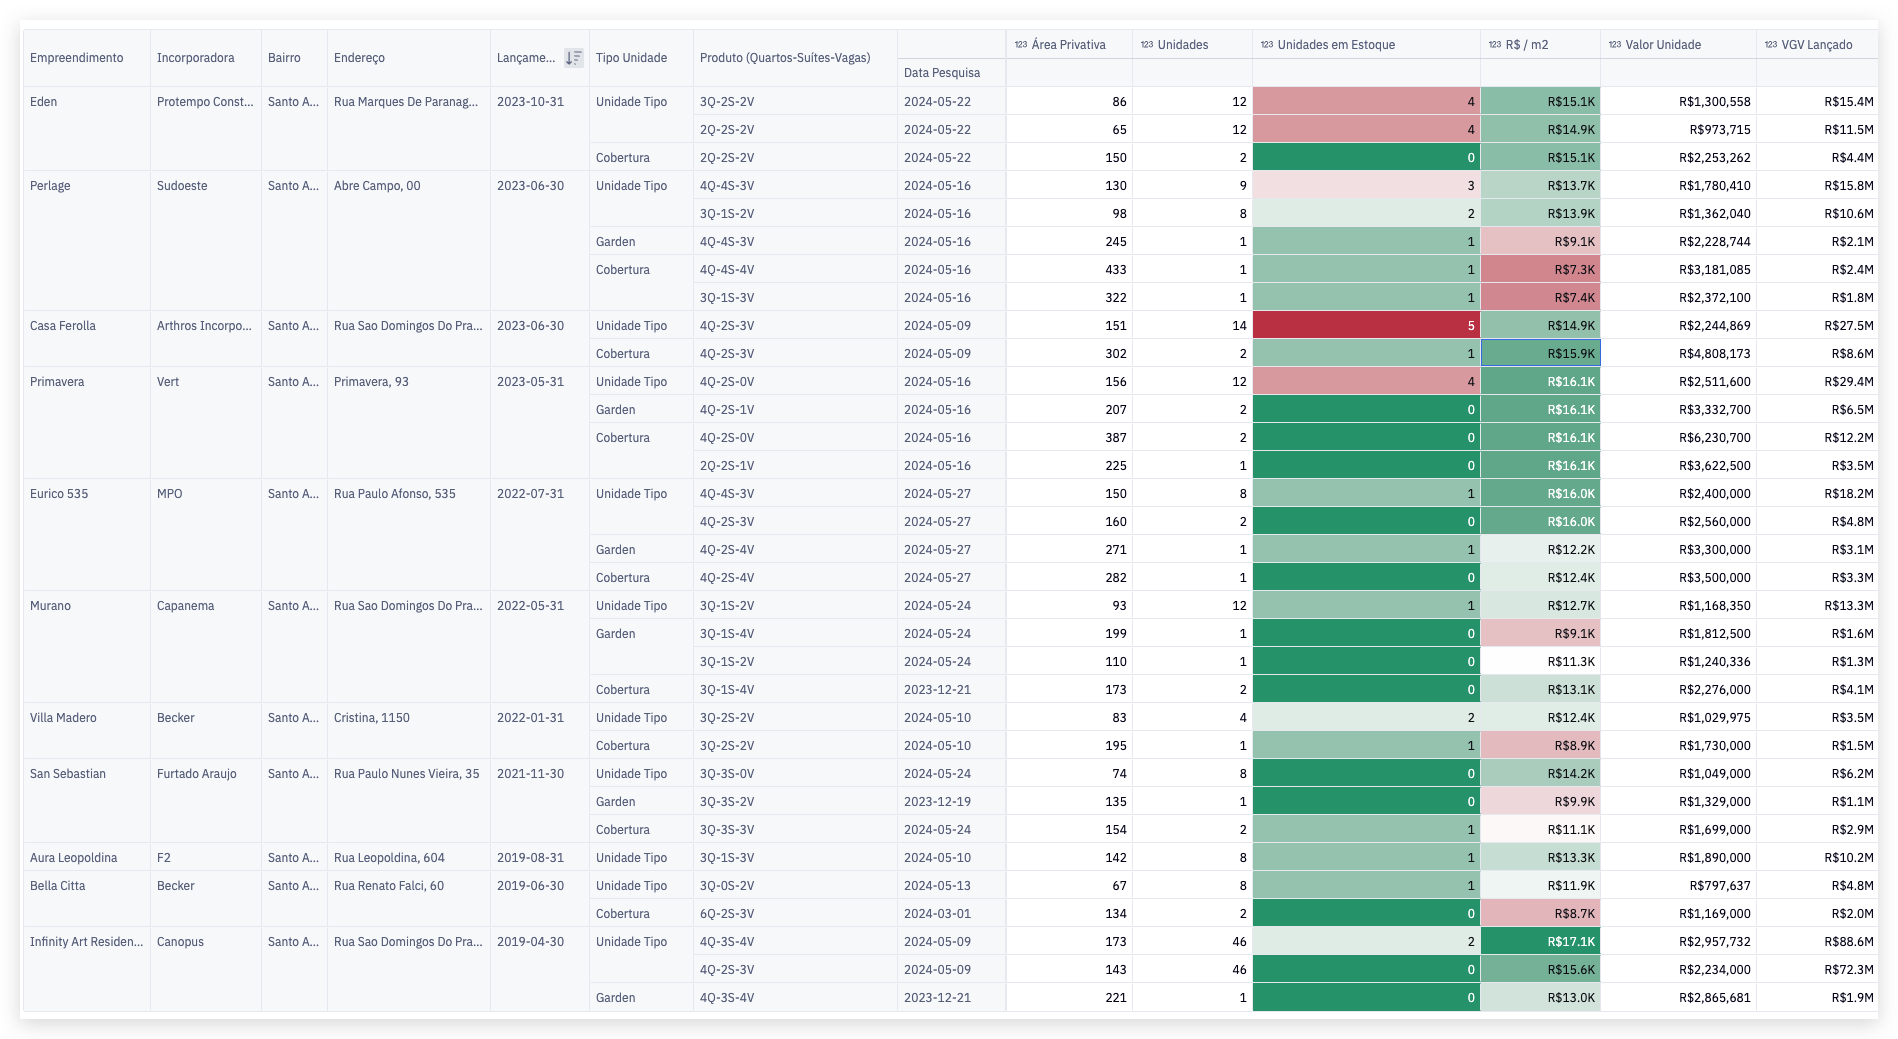 Empreendimento Incorporadora Bairro Endereço Lançame... Tipo Unidade Produto (Quartos-Suítes-Vagas) 123 Área Privativa 123 Unidades 123 Unidades em Estoque 123 R$ / m2 123 Valor Unidade 123 VGV Lançado
Data Pesquisa
Eden Protempo Const... Santo A... Rua Marques De Paranag... 2023-10-31 Unidade Tipo 3Q-2S-2V 2024-05-22 86 12 4 R$15.1K R$1,300,558 R$15.4M
2Q-2S-2V 2024-05-22 65 12 4 R$14.9K R$973,715 R$11.5M
Cobertura 2Q-2S-2V 2024-05-22 150 2 0 R$15.1K R$2,253,262 R$4.4M
Perlage Sudoeste Santo A... Abre Campo, 00 2023-06-30 Unidade Tipo 4Q-4S-3V 2024-05-16 130 9 3 R$13.7K R$1,780,410 R$15.8M
3Q-1S-2V 2024-05-16 98 8 2 R$13.9K R$1,362,040 R$10.6M
Garden 4Q-4S-3V 2024-05-16 245 1 1 R$9.1K R$2,228,744 R$2.1M
Cobertura 4Q-4S-4V 2024-05-16 433 1 1 R$7.3K R$3,181,085 R$2.4M
3Q-1S-3V 2024-05-16 322 1 1 R$7.4K R$2,372,100 R$1.8M
Casa Ferolla Arthros Incorpo... Santo A... Rua Sao Domingos Do Pra... 2023-06-30 Unidade Tipo 4Q-2S-3V 2024-05-09 151 14 5 R$14.9K R$2,244,869 R$27.5M
Cobertura 4Q-2S-3V 2024-05-09 302 2 1 R$15.9K R$4,808,173 R$8.6M
Primavera Vert Santo A... Primavera, 93 2023-05-31 Unidade Tipo 4Q-2S-0V 2024-05-16 156 12 4 R$16.1K R$2,511,600 R$29.4M
Garden 4Q-2S-1V 2024-05-16 207 2 0 R$16.1K R$3,332,700 R$6.5M
Cobertura 4Q-2S-0V 2024-05-16 387 2 0 R$16.1K R$6,230,700 R$12.2M
2Q-2S-1V 2024-05-16 225 1 0 R$16.1K R$3,622,500 R$3.5M
Eurico 535 MPO Santo A... Rua Paulo Afonso, 535 2022-07-31 Unidade Tipo 4Q-4S-3V 2024-05-27 150 8 1 R$16.0K R$2,400,000 R$18.2M
4Q-2S-3V 2024-05-27 160 2 0 R$16.0K R$2,560,000 R$4.8M
Garden 4Q-2S-4V 2024-05-27 271 1 1 R$12.2K R$3,300,000 R$3.1M
Cobertura 4Q-2S-4V 2024-05-27 282 1 0 R$12.4K R$3,500,000 R$3.3M
Murano Capanema Santo A... Rua Sao Domingos Do Pra... 2022-05-31 Unidade Tipo 3Q-1S-2V 2024-05-24 93 12 1 R$12.7K R$1,168,350 R$13.3M
Garden 3Q-1S-4V 2024-05-24 199 1 0 R$9.1K R$1,812,500 R$1.6M
3Q-1S-2V 2024-05-24 110 1 0 R$11.3K R$1,240,336 R$1.3M
Cobertura 3Q-1S-4V 2023-12-21 173 2 0 R$13.1K R$2,276,000 R$4.1M
Villa Madero Becker Santo A... Cristina, 1150 2022-01-31 Unidade Tipo 3Q-2S-2V 2024-05-10 83 4 2 R$12.4K R$1,029,975 R$3.5M
Cobertura 3Q-2S-2V 2024-05-10 195 1 1 R$8.9K R$1,730,000 R$1.5M
San Sebastian Furtado Araujo Santo A... Rua Paulo Nunes Vieira, 35 2021-11-30 Unidade Tipo 3Q-3S-0V 2024-05-24 74 8 0 R$14.2K R$1,049,000 R$6.2M
Garden 3Q-3S-2V 2023-12-19 135 1 0 R$9.9K R$1,329,000 R$1.1M
Cobertura 3Q-3S-3V 2024-05-24 154 2 1 R$11.1K R$1,699,000 R$2.9M
Aura Leopoldina F2 Santo A... Rua Leopoldina, 604 2019-08-31 Unidade Tipo 3Q-1S-3V 2024-05-10 142 8 1 R$13.3K R$1,890,000 R$10.2M
Bella Citta Becker Santo A... Rua Renato Falci, 60 2019-06-30 Unidade Tipo 3Q-0S-2V 2024-05-13 67 8 1 R$11.9K R$797,637 R$4.8M
Cobertura 6Q-2S-3V 2024-03-01 134 2 0 R$8.7K R$1,169,000 R$2.0M
Infinity Art Residen... Canopus Santo A... Rua Sao Domingos Do Pra... 2019-04-30 Unidade Tipo 4Q-3S-4V 2024-05-09 173 46 2 R$17.1K R$2,957,732 R$88.6M
4Q-2S-3V 2024-05-09 143 46 0 R$15.6K R$2,234,000 R$72.3M
Garden 4Q-3S-4V 2023-12-21 221 1 0 R$13.0K R$2,865,681 R$1.9M